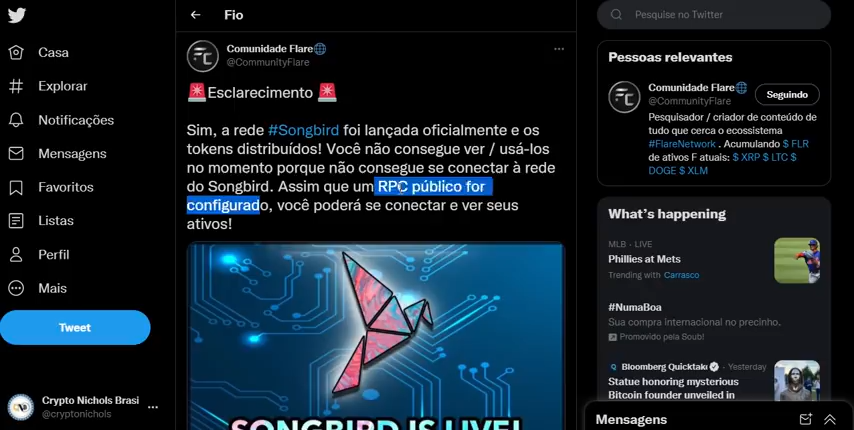 Casa
Explorar
Notificações
Mensagens
Favoritos
Listas
Perfil
Mais
Tweet
Crypto Nichols Brasi
@cryptonichols
Fio
Comunidade Flare
@CommunityFlare
Esclarecimento
Sim, a rede #Songbird foi lançada oficialmente e os
tokens distribuídos! Você não consegue ver / usá-los
no momento porque não consegue se conectar à rede
do Songbird. Assim que um RPC público for
configurado, você poderá se conectar e ver seus
ativos!
SONGBIRD IS LIVE!
Pesquise no Twitter
Pessoas relevantes
Comunidade Flare
@CommunityFlare
Seguindo
Pesquisador / criador de conteúdo de
tudo que cerca o ecossistema
#FlareNetwork . Acumulando $ FLR
de ativos F atuais: $ XRP $ LTC $
DOGE $ XLM
What's happening
MLB · LIVE
Phillies at Mets
Trending with Carrasco
#NumaBoa
Sua compra internacional no precinho.
Promovido pela Soub!
Bloomberg Quicktak · Yesterday
Statue honoring mysterious
Bitcoin founder unveiled in
Mensagens